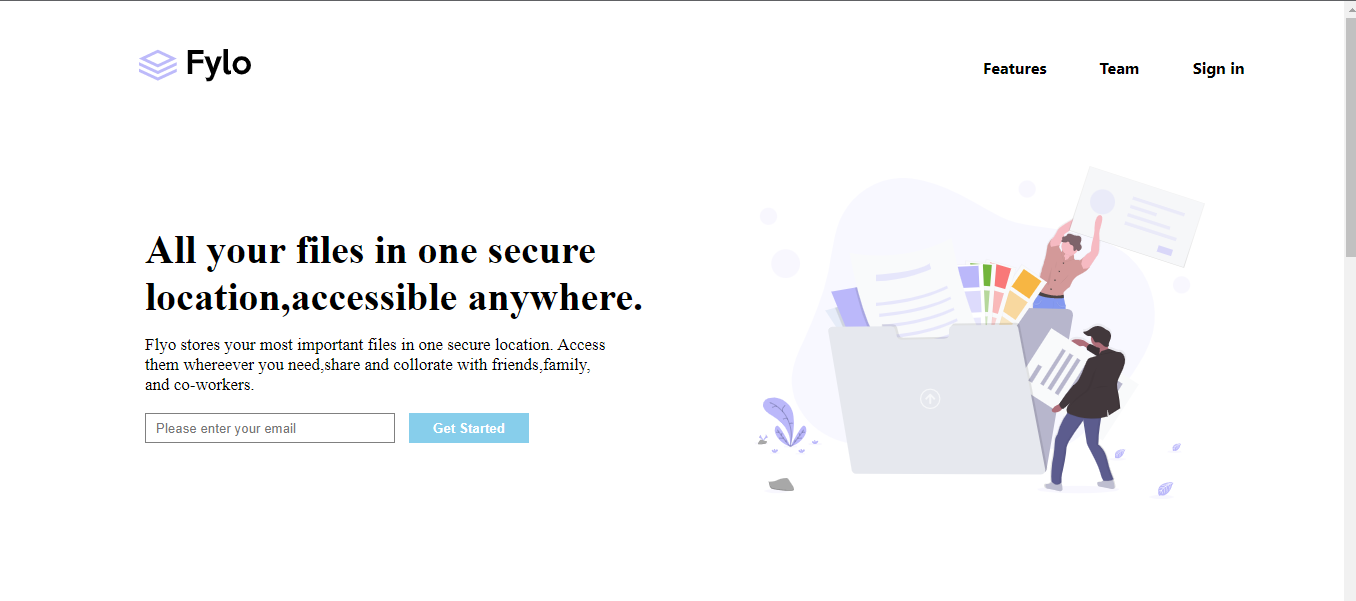 Fylo
Features
Team
Sign in
All your files in one secure
location,accessible anywhere.
Flyo stores your most important files in one secure location. Access
them whereever you need,share and collorate with friends,family,
and co-workers.
Please enter your email
Get Started